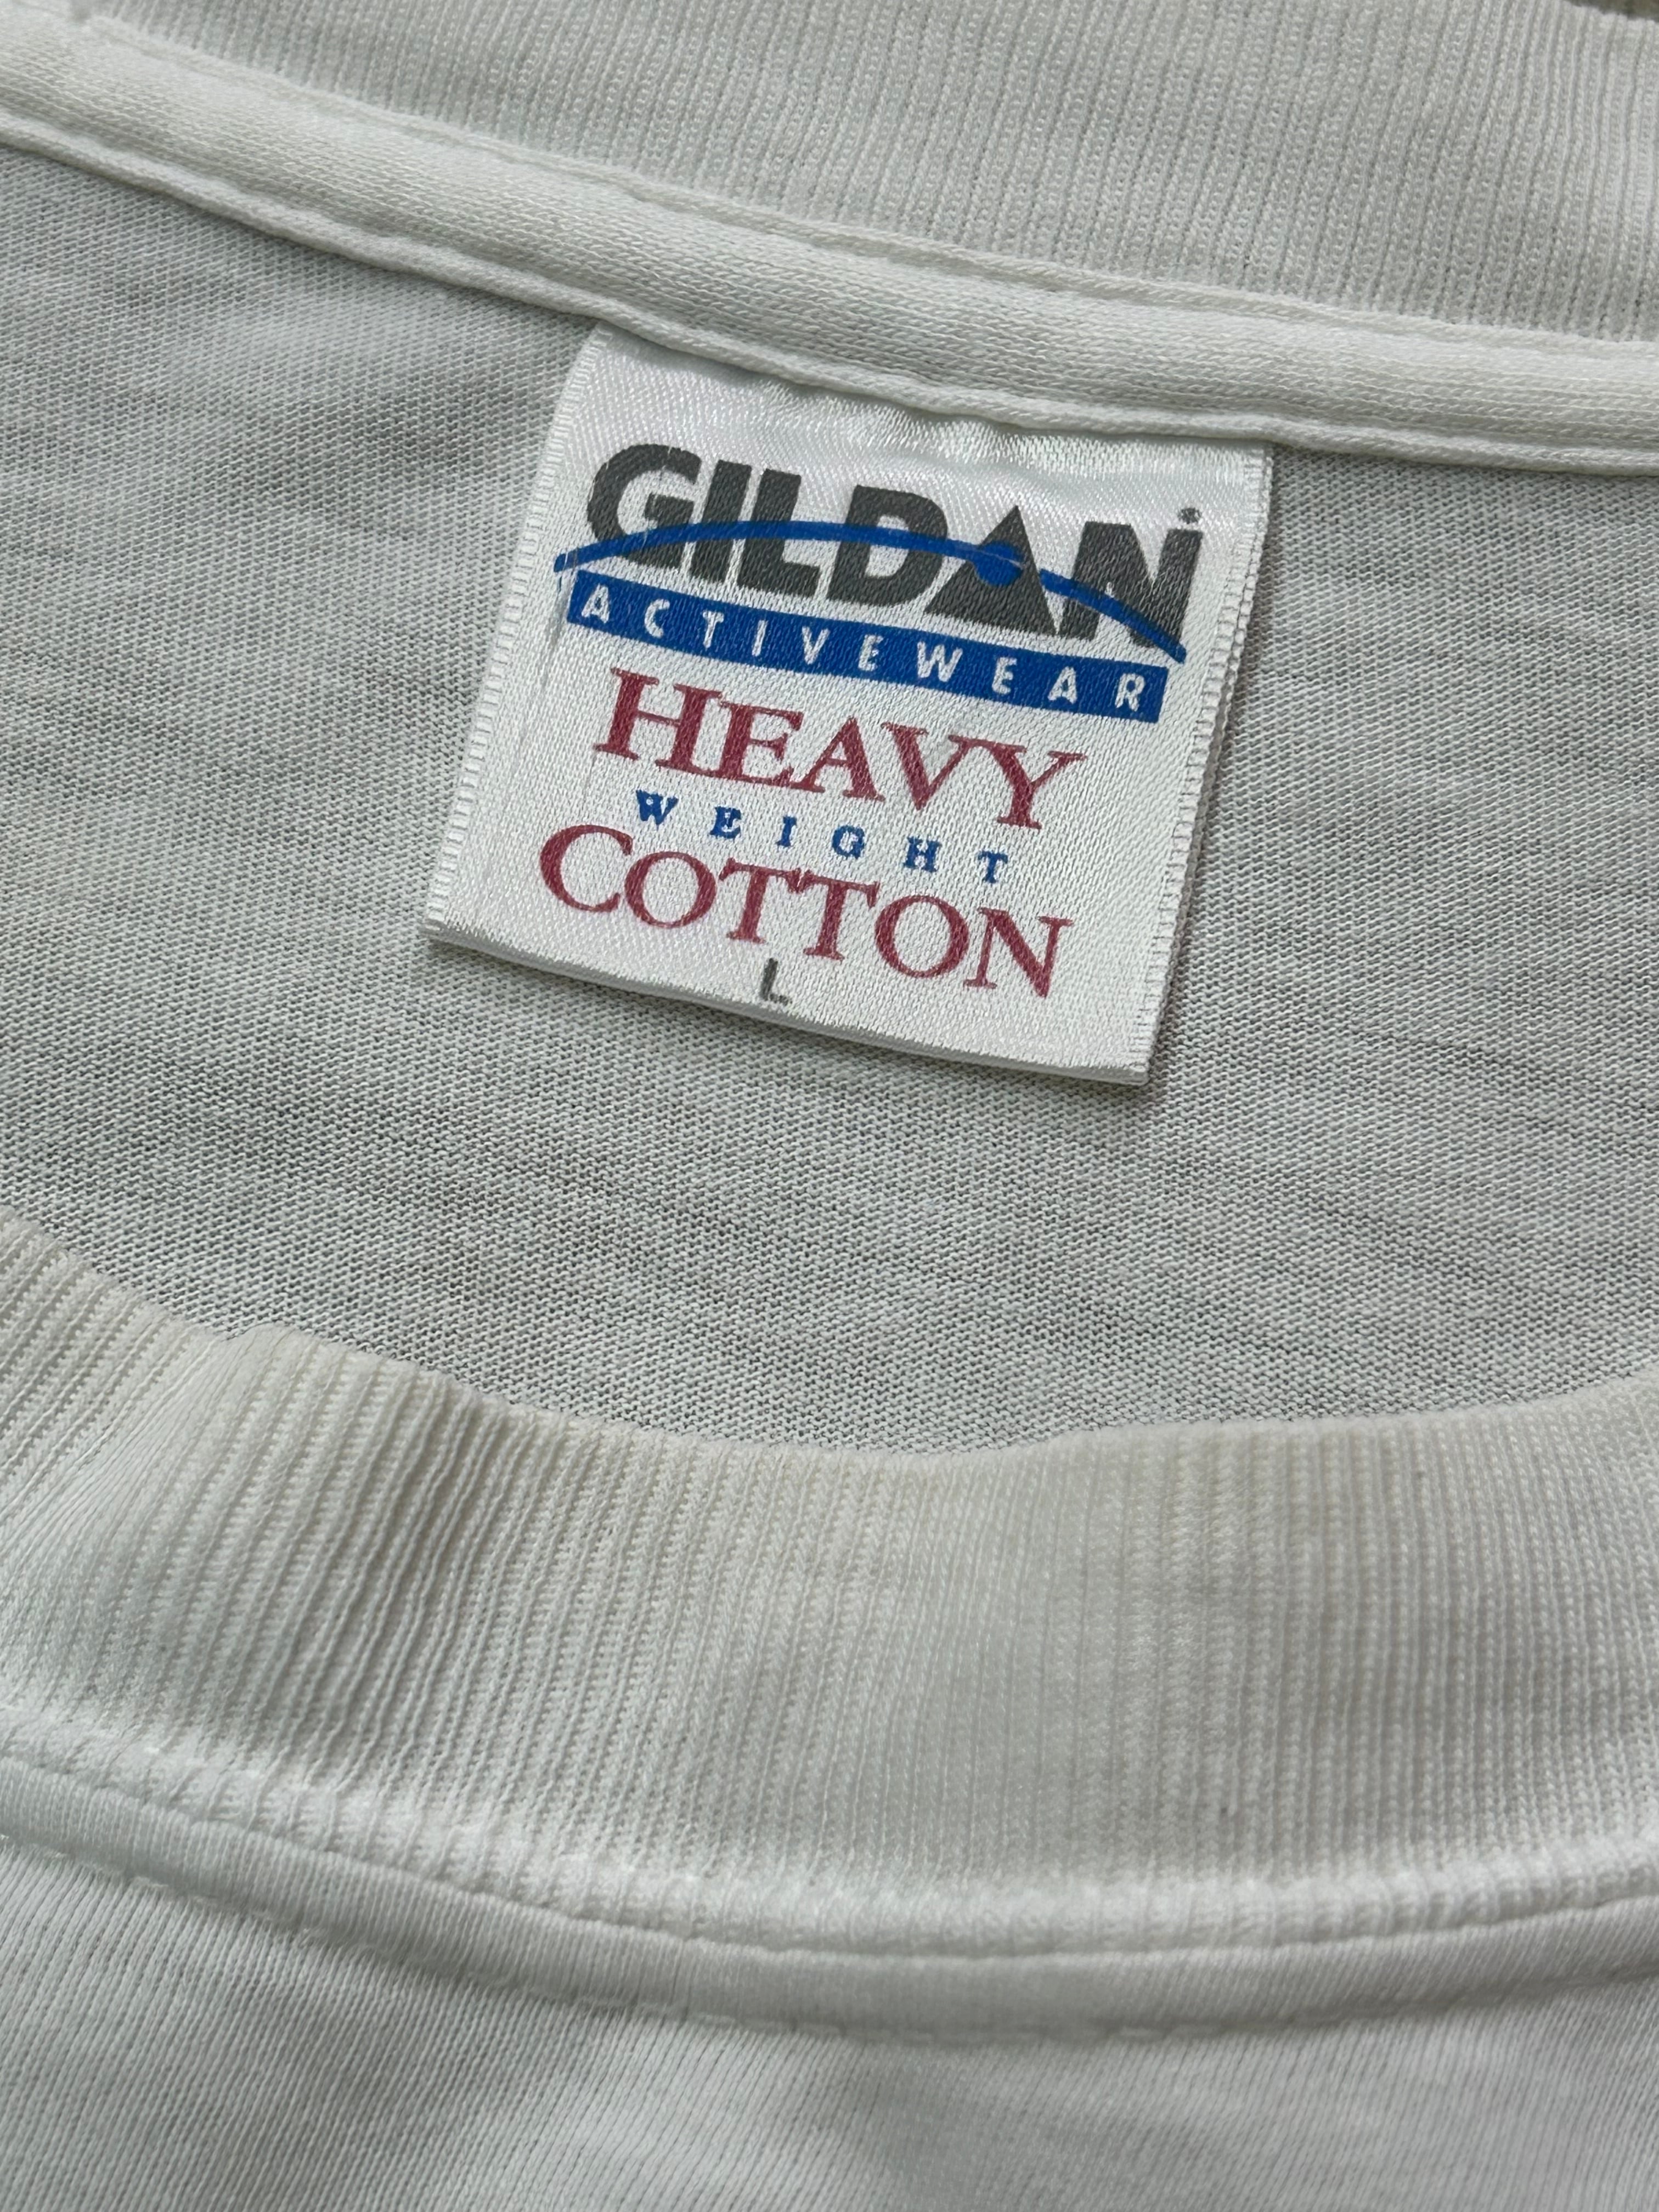 GILDAN
ACTIVEWEAR
HEAVY
WEIGHT
COTTON
L